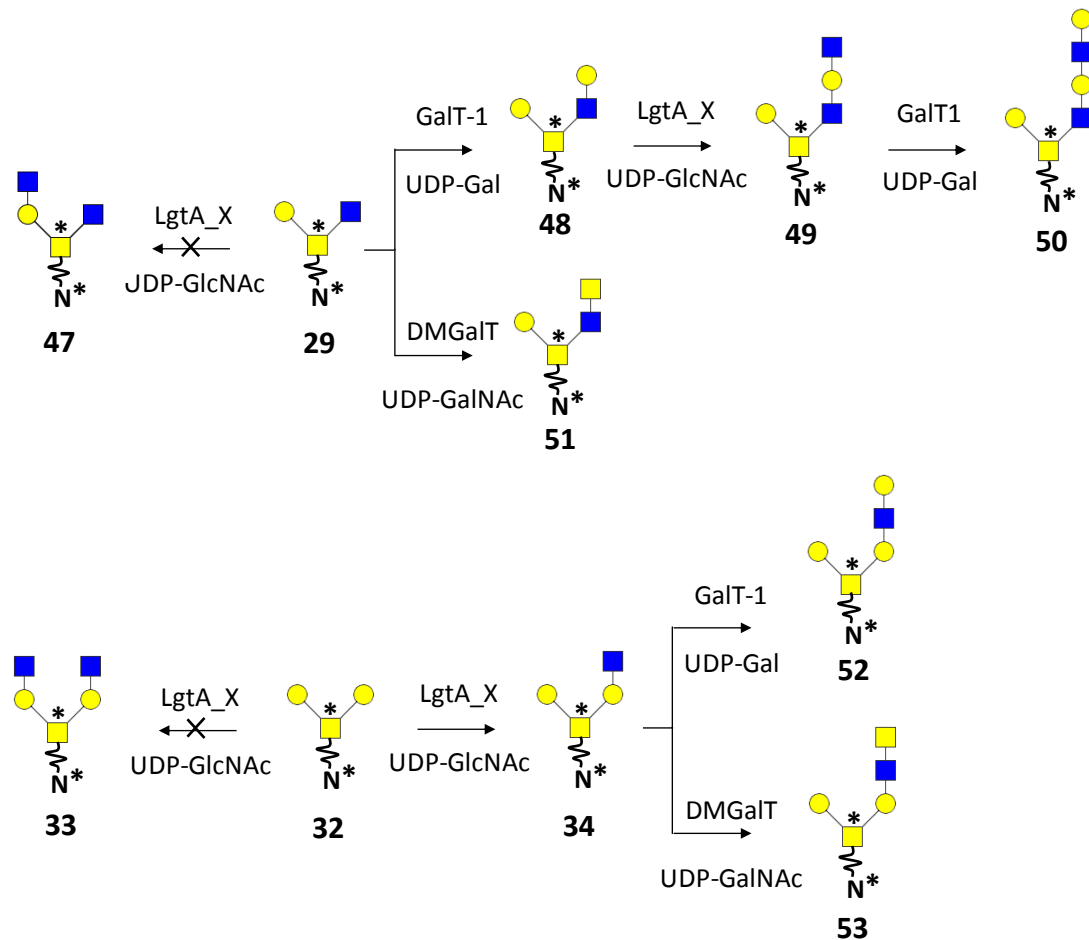 GalT-1
UDP-Gal
LgtA_X
UDP-GlcNAc
GalT1
UDP-Gal
LgtA_X
JDP-GlcNAc
*
N*
47
*
N*
29
*
N*
48
*
N*
49
*
N*
50
DMGalT
UDP-GalNAc
*
N*
51
GalT-1
UDP-Gal
*
N*
52
LgtA_X
UDP-GlcNAc
LgtA_X
UDP-GlcNAc
*
N*
33
*
N*
32
*
N*
34
DMGalT
UDP-GalNAc
*
N*
53